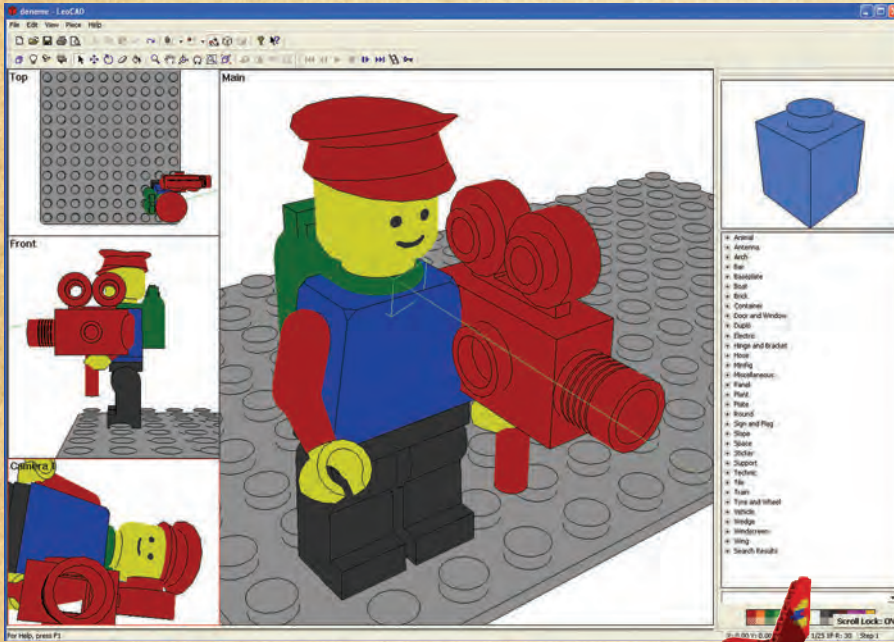 dename - LeoCAD
File Edit View Piece Help
Top
Main
Front
Camera 1
+ Animal
+ Antenna
+ Arch
+ Bar
+ Baseplate
+ Boat
+ Brick
+ Container
+ Door and Window
+ Duplo
+ Electric
+ Hinge and Bracket
+ Hose
+ Minifig
+ Miscellaneous
+ Panel
+ Plant
+ Plate
+ Round
+ Sign and Flag
+ Slope
+ Space
+ Sticker
+ Support
+ Technic
+ Tile
+ Train
+ Tyre and Wheel
+ Vehicle
+ Wedge
+ Windscreen
+ Wing
+ Search Results
Scroll Lock:
For Help, press F1
Step